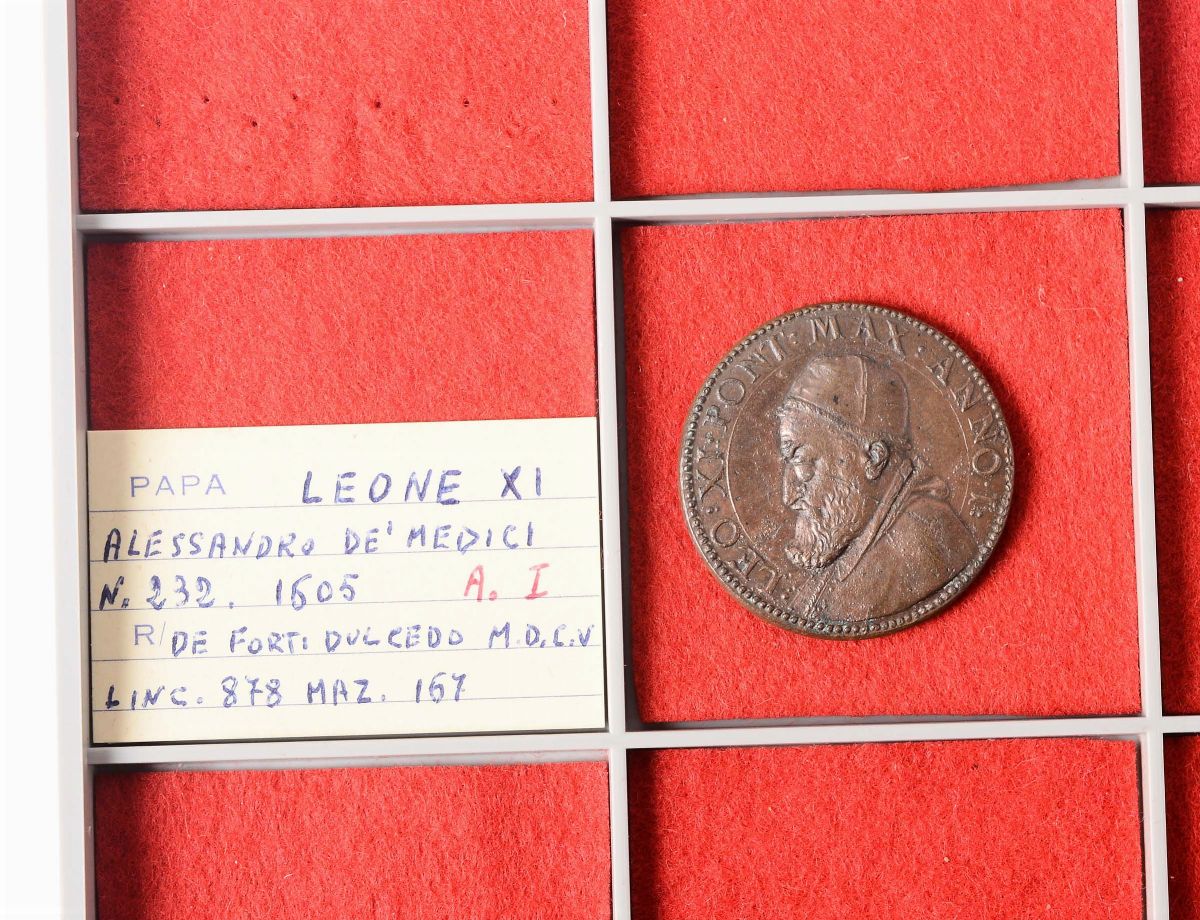 PAPA LEONE XI
ALESSANDRO DE' MEDICI
N. 232. 1605 A. I
R/ DE FORTI DULCEDO M.D.C.V
LINC. 878 MAZ. 167
·LEO·XI·PONT·MAX·ANNO·I·